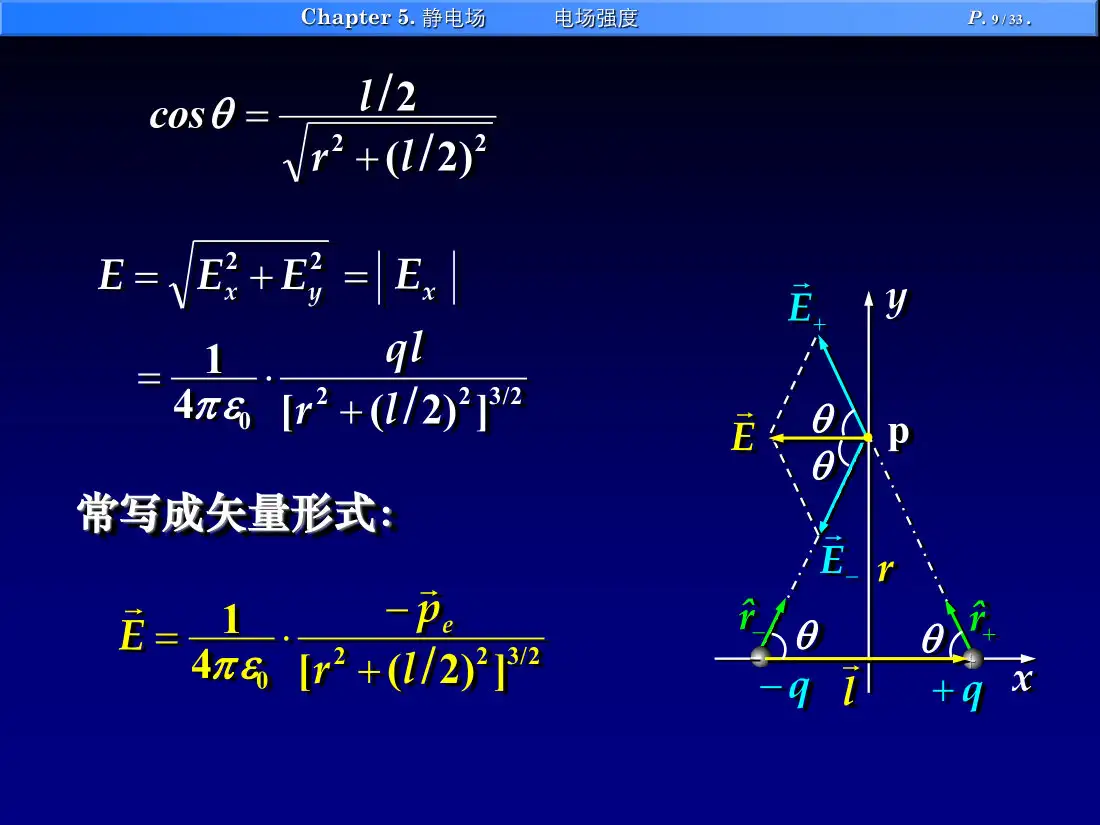 Chapter 5. 静电场 电场强度 P. 9 / 33 .
cosθ = l/2 / √(r² + (l/2)²)
E = √(E_x² + E_y²) = | E_x |
= 1/(4πε₀) · ql / [r² + (l/2)²]^{3/2}
常写成矢量形式:
E⃗ = 1/(4πε₀) · −p⃗_e / [r² + (l/2)²]^{3/2}
E⃗₊
y
θ
E⃗
p
θ
E⃗₋
r
r̂₋
θ
θ
r̂₊
−q
l⃗
+q
x